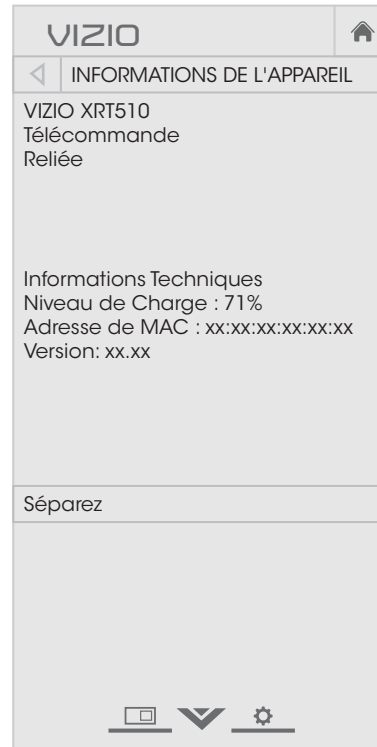 VIZIO
INFORMATIONS DE L'APPAREIL
VIZIO XRT510
Télécommande
Reliée
Informations Techniques
Niveau de Charge : 71%
Adresse de MAC : xx:xx:xx:xx:xx:xx
Version: xx.xx
Séparez